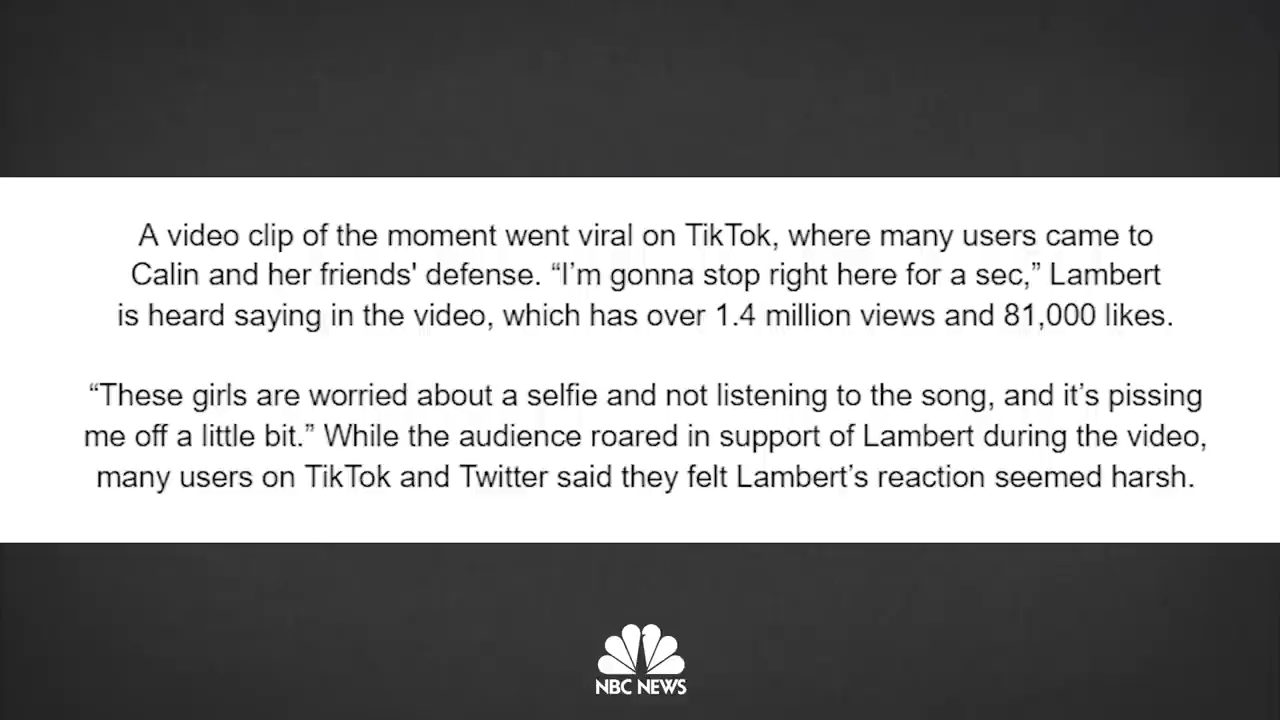 A video clip of the moment went viral on TikTok, where many users came to
Calin and her friends' defense. “I’m gonna stop right here for a sec,” Lambert
is heard saying in the video, which has over 1.4 million views and 81,000 likes.
“These girls are worried about a selfie and not listening to the song, and it’s pissing
me off a little bit.” While the audience roared in support of Lambert during the video,
many users on TikTok and Twitter said they felt Lambert’s reaction seemed harsh.
NBC NEWS